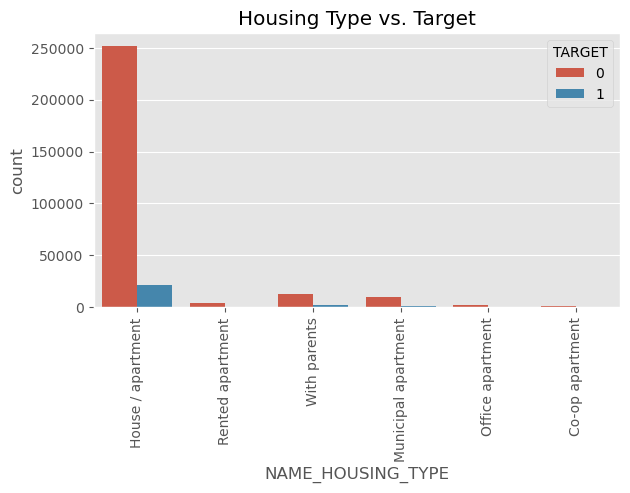 Housing Type vs. Target
TARGET
0
1
count
250000
200000
150000
100000
50000
0
House / apartment
Rented apartment
With parents
Municipal apartment
Office apartment
Co-op apartment
NAME_HOUSING_TYPE